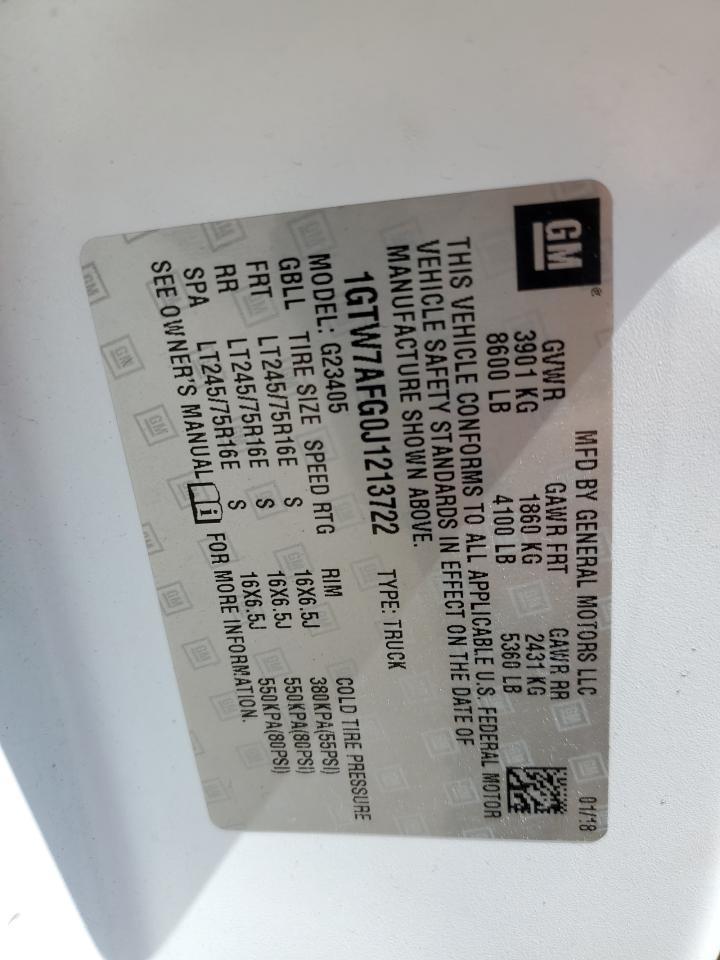 GM ®
MFD BY GENERAL MOTORS LLC 01/18
GVWR GAWR FRT GAWR RR
3901 KG 1860 KG 2431 KG
8600 LB 4100 LB 5360 LB
THIS VEHICLE CONFORMS TO ALL APPLICABLE U.S. FEDERAL MOTOR
VEHICLE SAFETY STANDARDS IN EFFECT ON THE DATE OF
MANUFACTURE SHOWN ABOVE.
1GTW7AFG0J1213722 TYPE: TRUCK
MODEL: G23405
GBLL TIRE SIZE SPEED RTG RIM COLD TIRE PRESSURE
FRT LT245/75R16E S 16X6.5J 380KPA(55PSI)
RR LT245/75R16E S 16X6.5J 550KPA(80PSI)
SPA LT245/75R16E S 16X6.5J 550KPA(80PSI)
SEE OWNER'S MANUAL i FOR MORE INFORMATION.